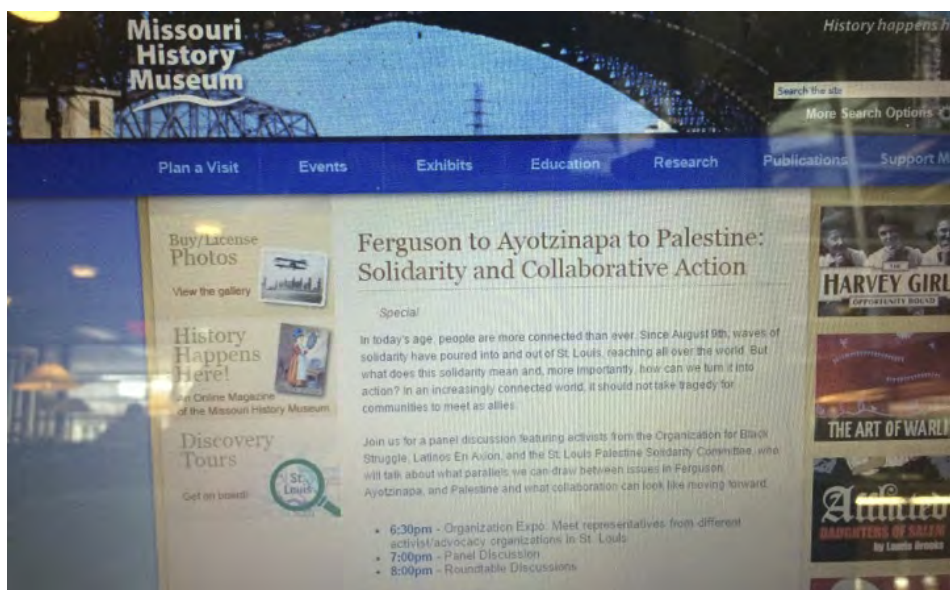 Missouri
History
Museum
History happens
Search the site
More Search Options
Plan a Visit
Events
Exhibits
Education
Research
Publications
Support M
Buy/License
Photos
View the gallery
History
Happens
Here!
An Online Magazine
of the Missouri History Museum
Discovery
Tours
Get on board!
St.
Louis
Ferguson to Ayotzinapa to Palestine:
Solidarity and Collaborative Action
Special
In today's age, people are more connected than ever. Since August 9th, waves of
solidarity have poured into and out of St. Louis, reaching all over the world. But
what does this solidarity mean and, more importantly, how can we turn it into
action? In an increasingly connected world, it should not take tragedy for
communities to meet as allies.
Join us for a panel discussion featuring activists from the Organization for Black
Struggle, Latinos En Axion, and the St. Louis Palestine Solidarity Committee, who
will talk about what parallels we can draw between issues in Ferguson,
Ayotzinapa, and Palestine and what collaboration can look like moving forward.
6:30pm - Organization Expo: Meet representatives from different
activist/advocacy organizations in St. Louis
7:00pm - Panel Discussion
8:00pm - Roundtable Discussions
THE
HARVEY GIRL
OPPORTUNITY BOUND
THE ART OF
Afflicted
DAUGHTERS OF SALEM
by Laurie Brooks